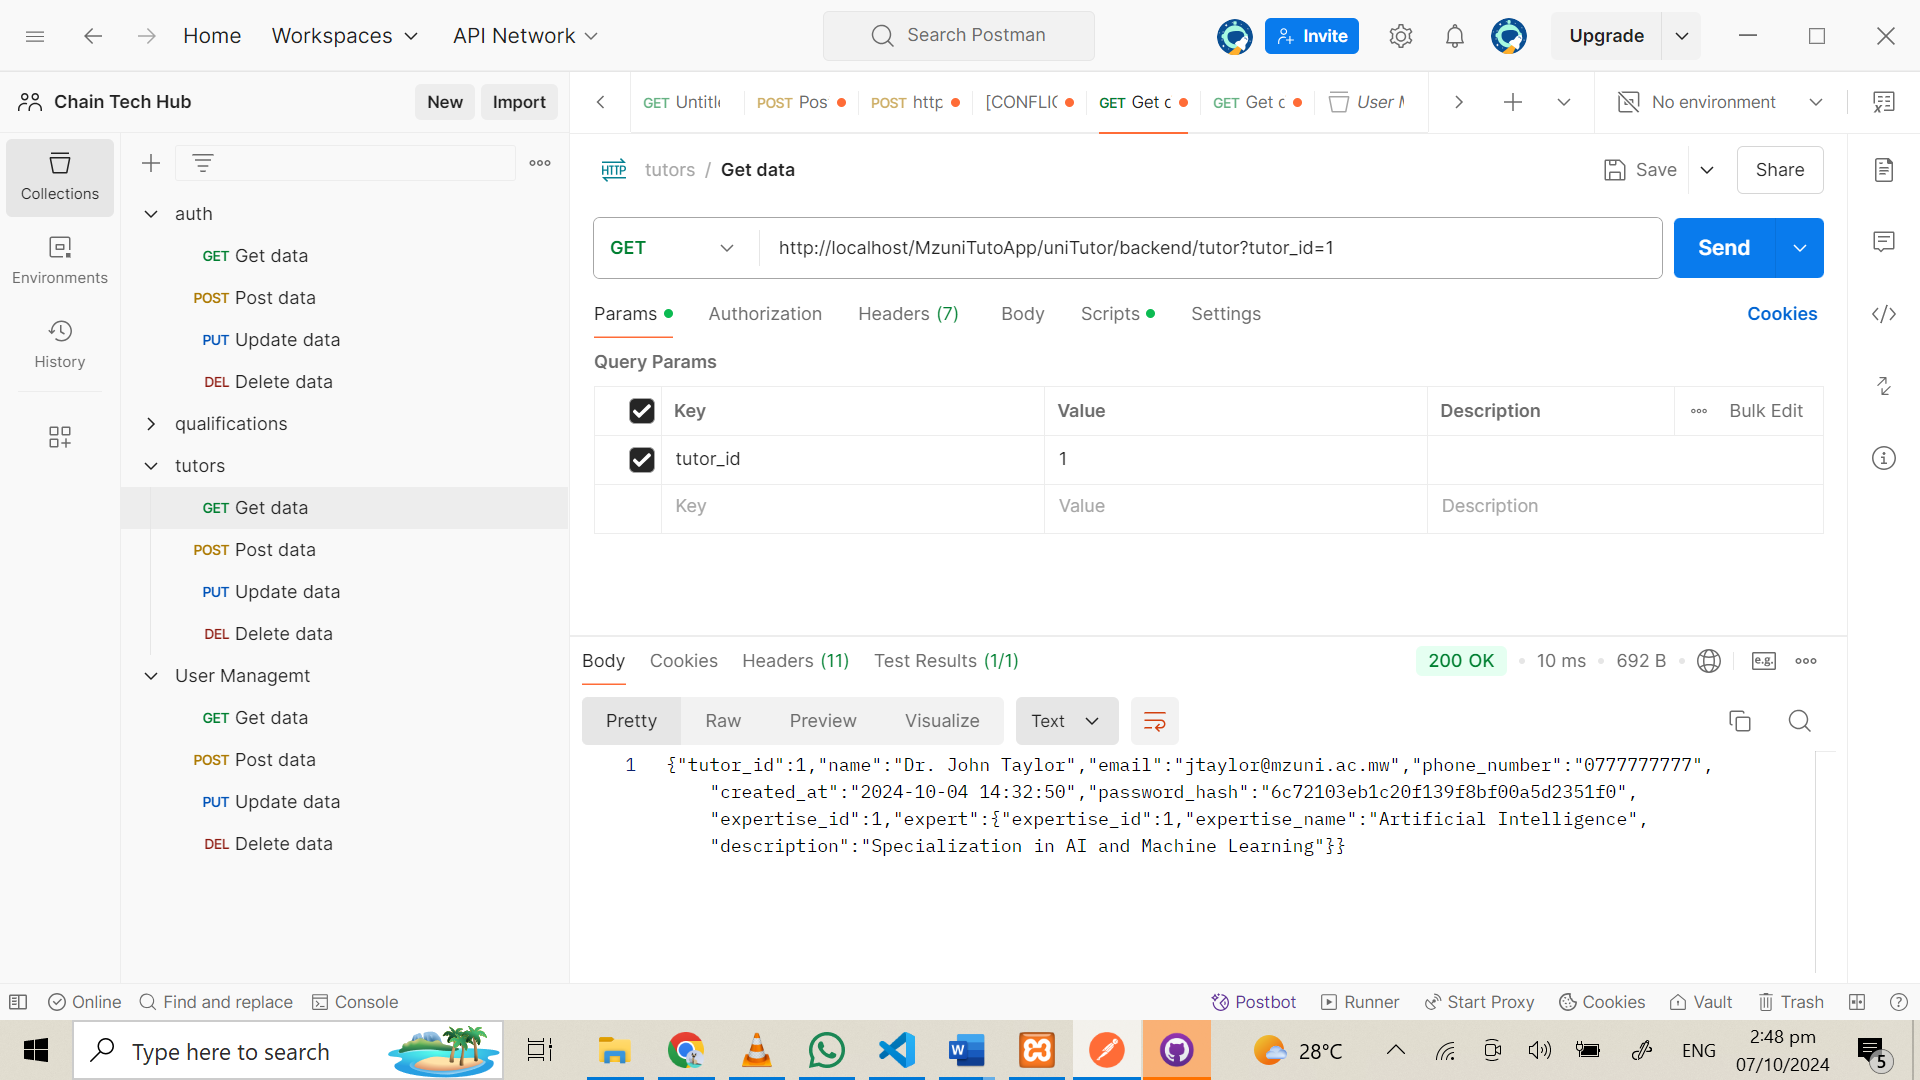 Home
Workspaces
API Network
Search Postman
Invite
Upgrade
Chain Tech Hub
New
Import
GET Untitle
POST Pos
POST http
[CONFLIC
GET Get c
GET Get c
User M
No environment
Collections
Environments
History
auth
GET Get data
POST Post data
PUT Update data
DEL Delete data
qualifications
tutors
GET Get data
POST Post data
PUT Update data
DEL Delete data
User Managemt
GET Get data
POST Post data
PUT Update data
DEL Delete data
HTTP tutors / Get data
Save
Share
GET
http://localhost/MzuniTutoApp/uniTutor/backend/tutor?tutor_id=1
Send
Params
Authorization
Headers (7)
Body
Scripts
Settings
Cookies
Query Params
Key
Value
Description
Bulk Edit
tutor_id
1
Key
Value
Description
Body
Cookies
Headers (11)
Test Results (1/1)
200 OK
10 ms
692 B
e.g.
Pretty
Raw
Preview
Visualize
Text
1 {"tutor_id":1,"name":"Dr. John Taylor","email":"jtaylor@mzuni.ac.mw","phone_number":"0777777777",
"created_at":"2024-10-04 14:32:50","password_hash":"6c72103eb1c20f139f8bf00a5d2351f0",
"expertise_id":1,"expert":{"expertise_id":1,"expertise_name":"Artificial Intelligence",
"description":"Specialization in AI and Machine Learning"}}
Online
Find and replace
Console
Postbot
Runner
Start Proxy
Cookies
Vault
Trash
Type here to search
28°C
ENG
2:48 pm
07/10/2024
5